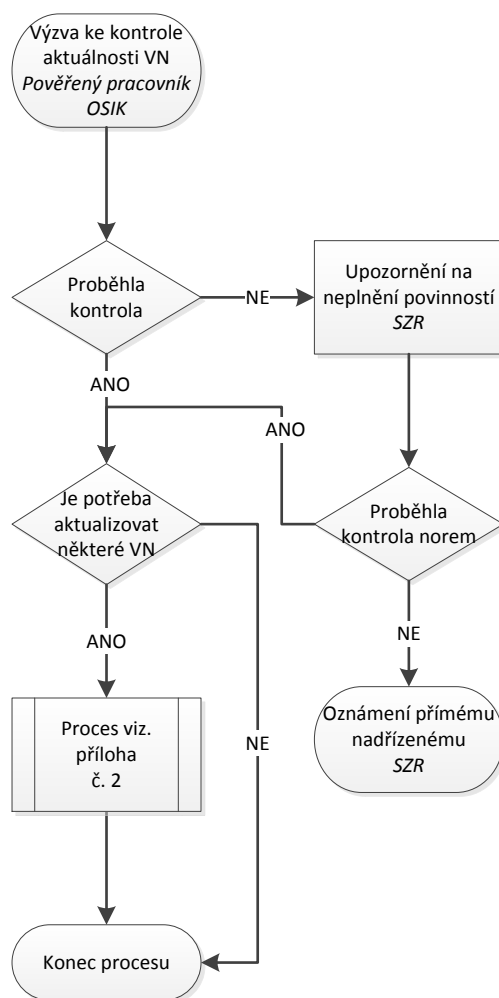 Výzva ke kontrole
aktuálnosti VN
Pověřený pracovník
OSIK
Proběhla
kontrola
NE
Upozornění na
neplnění povinností
SZR
ANO
ANO
Je potřeba
aktualizovat
některé VN
Proběhla
kontrola norem
ANO
NE
Proces viz.
příloha
č. 2
NE
Oznámení přímému
nadřízenému
SZR
Konec procesu